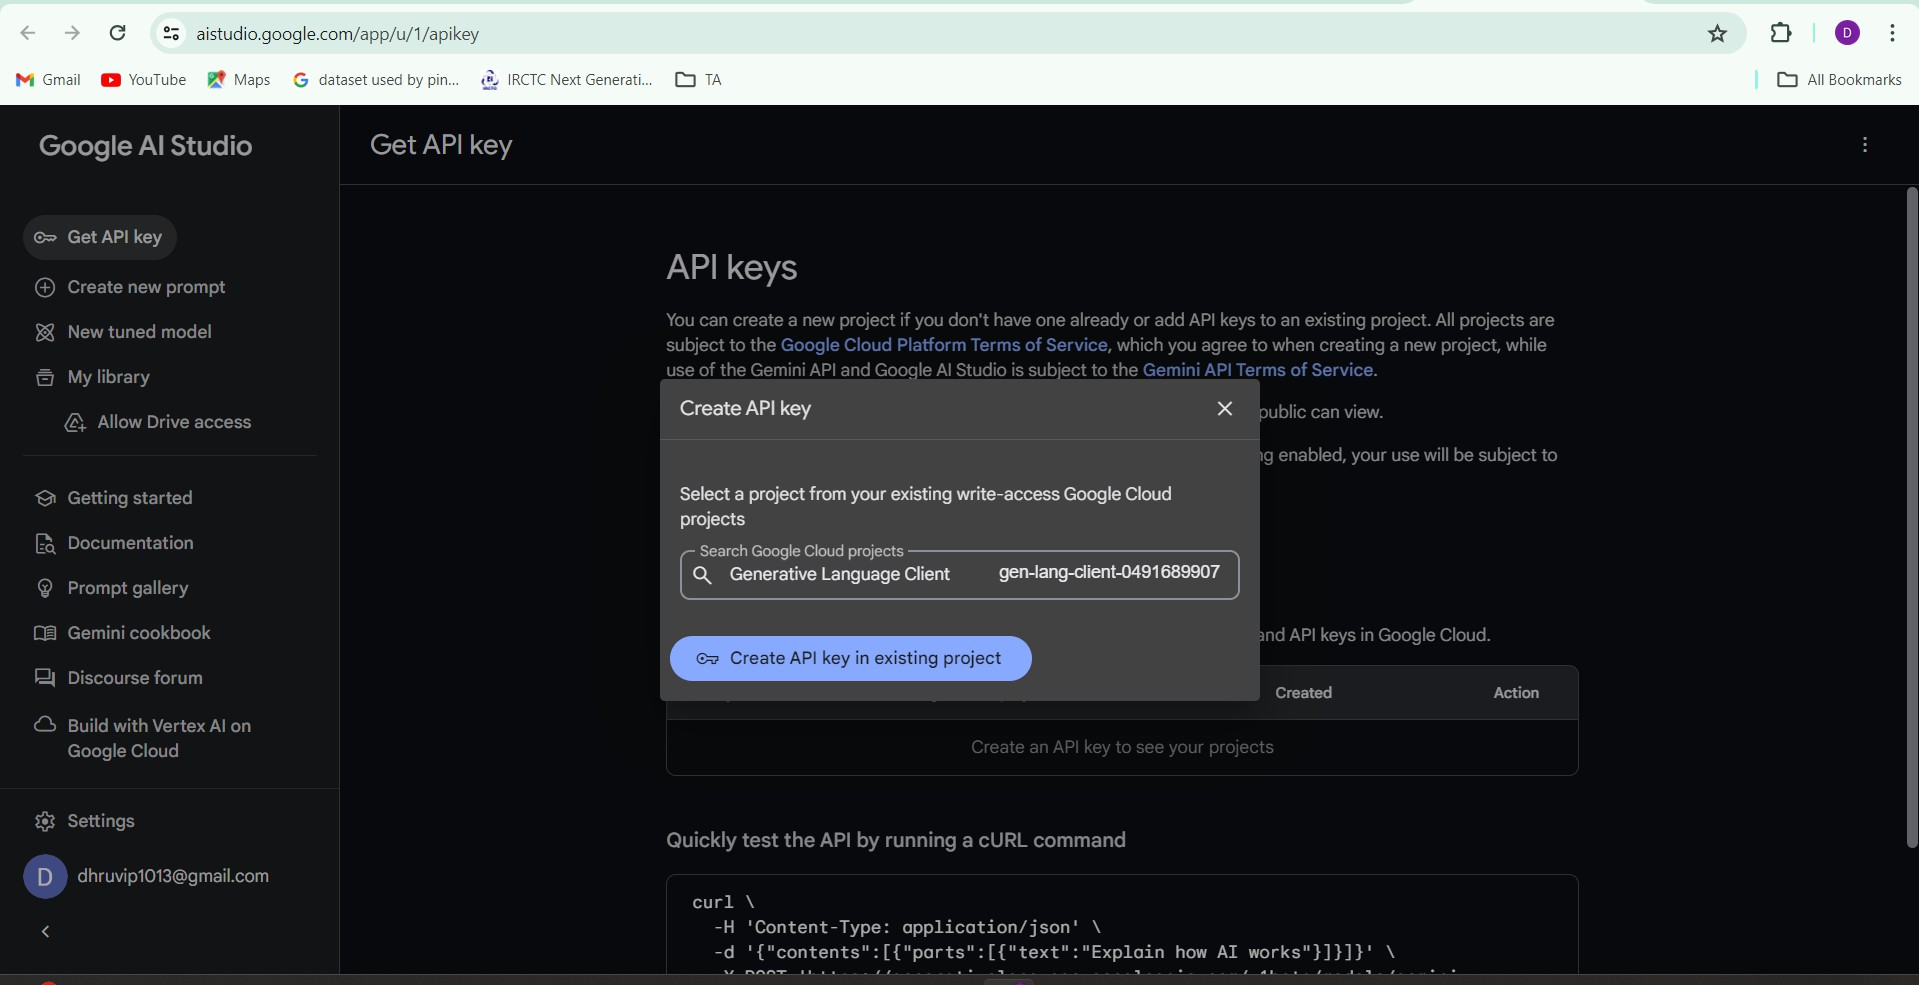 aistudio.google.com/app/u/1/apikey
D
Gmail
YouTube
Maps
dataset used by pin...
IRCTC Next Generati...
TA
All Bookmarks
Google AI Studio
Get API key
Create new prompt
New tuned model
My library
Allow Drive access
Getting started
Documentation
Prompt gallery
Gemini cookbook
Discourse forum
Build with Vertex AI on
Google Cloud
Settings
D
dhruvip1013@gmail.com
Get API key
API keys
You can create a new project if you don't have one already or add API keys to an existing project. All projects are
subject to the Google Cloud Platform Terms of Service, which you agree to when creating a new project, while
use of the Gemini API and Google AI Studio is subject to the Gemini API Terms of Service.
public can view.
enabled, your use will be subject to
Create API key
Select a project from your existing write-access Google Cloud
projects
Search Google Cloud projects
Generative Language Client gen-lang-client-0491689907
Create API key in existing project
and API keys in Google Cloud.
Created Action
Create an API key to see your projects
Quickly test the API by running a cURL command
curl \
-H 'Content-Type: application/json' \
-d '{"contents":[{"parts":[{"text":"Explain how AI works"}]}]}' \